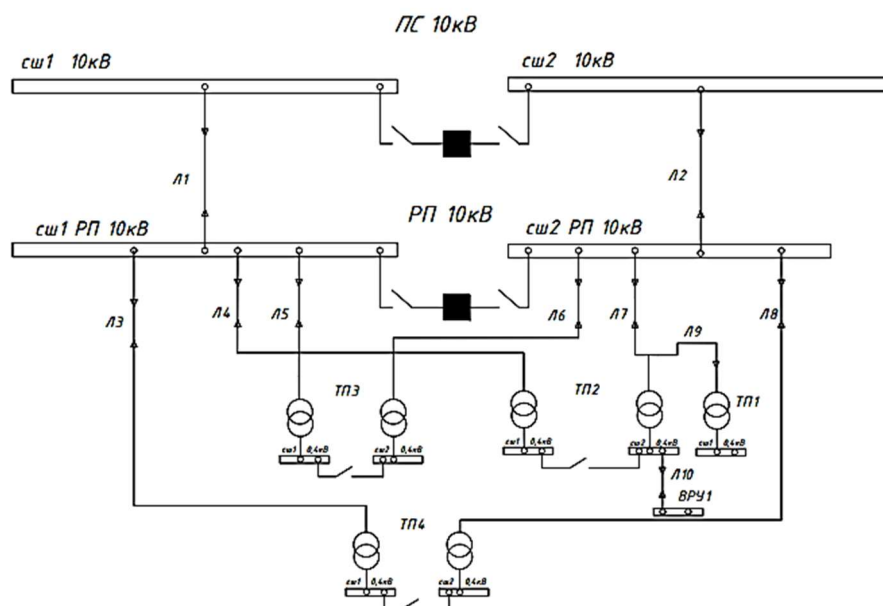 ПС 10кВ
сш1 10кВ
сш2 10кВ
Л1
Л2
РП 10кВ
сш1 РП 10кВ
сш2 РП 10кВ
Л3
Л4
Л5
Л6
Л7
Л8
Л9
ТП3
ТП2
ТП1
сш1 0,4кВ
сш2 0,4кВ
сш1 0,4кВ
сш2 0,4кВ
сш1 0,4кВ
Л10
ВРУ1
ТП4
сш1 0,4кВ
сш2 0,4кВ